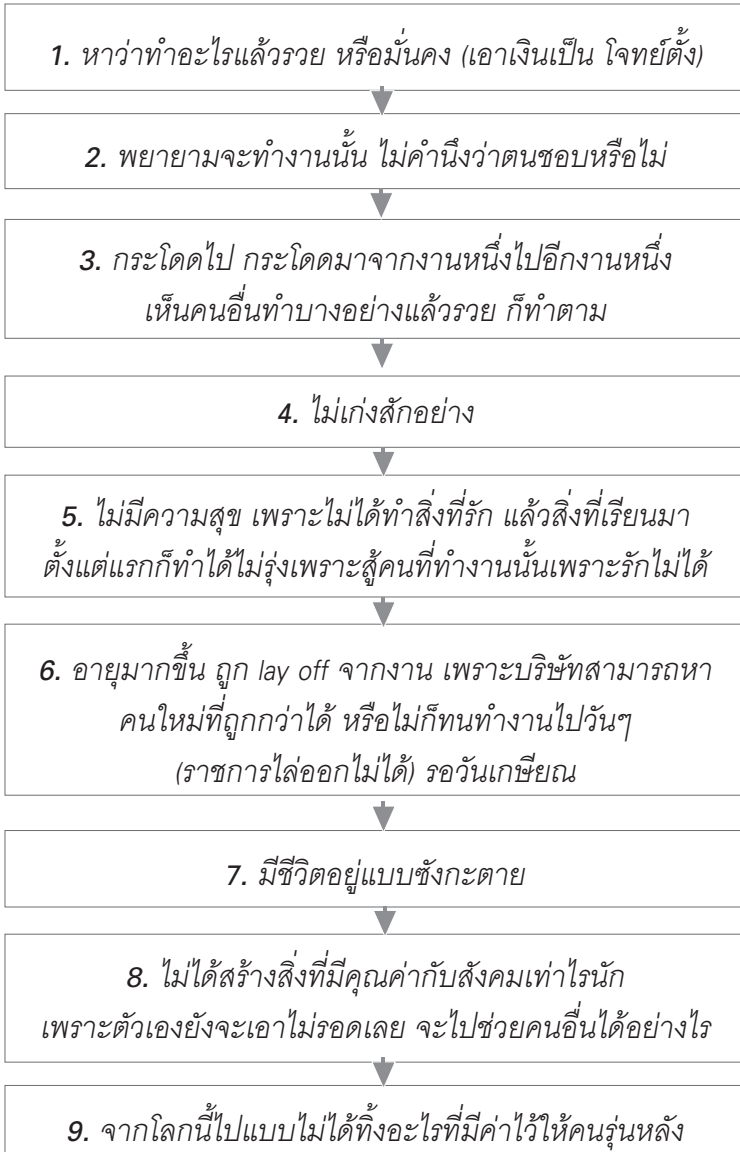 1. หาว่าทำอะไรแล้วรวย หรือมั่นคง (เอาเงินเป็น โจทย์ตั้ง)
2. พยายามจะทำงานนั้น ไม่คำนึงว่าตนชอบหรือไม่
3. กระโดดไป กระโดดมาจากงานหนึ่งไปอีกงานหนึ่ง
เห็นคนอื่นทำบางอย่างแล้วรวย ก็ทำตาม
4. ไม่เก่งสักอย่าง
5. ไม่มีความสุข เพราะไม่ได้ทำสิ่งที่รัก แล้วสิ่งที่เรียนมา
ตั้งแต่แรกก็ทำได้ไม่รุ่งเพราะสู้คนที่ทำงานนั้นเพราะรักไม่ได้
6. อายุมากขึ้น ถูก lay off จากงาน เพราะบริษัทสามารถหา
คนใหม่ที่ถูกกว่าได้ หรือไม่ก็ทนทำงานไปวันๆ
(ราชการไล่ออกไม่ได้) รอวันเกษียณ
7. มีชีวิตอยู่แบบซังกะตาย
8. ไม่ได้สร้างสิ่งที่มีคุณค่ากับสังคมเท่าไรนัก
เพราะตัวเองยังจะเอาไม่รอดเลย จะไปช่วยคนอื่นได้อย่างไร
9. จากโลกนี้ไปแบบไม่ได้ทิ้งอะไรที่มีค่าไว้ให้คนรุ่นหลัง